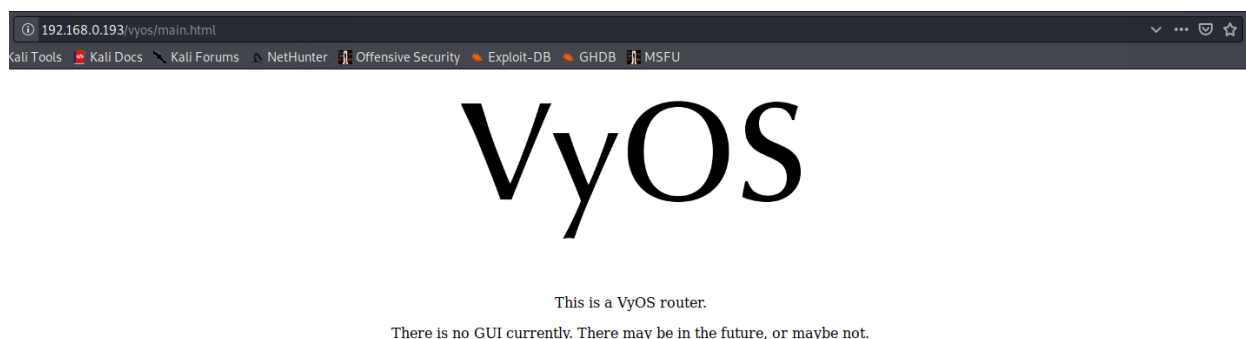 192.168.0.193/vyos/main.html
Kali Tools Kali Docs Kali Forums NetHunter Offensive Security Exploit-DB GHDB MSFU
VyOS
This is a VyOS router.
There is no GUI currently. There may be in the future, or maybe not.